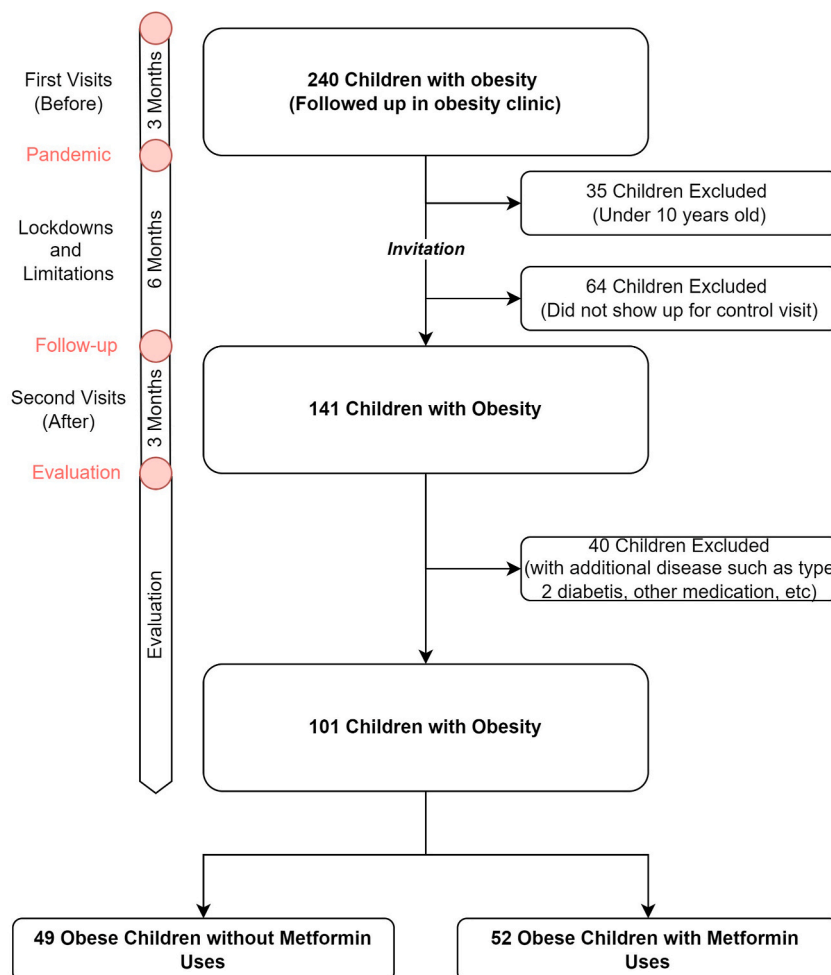 240 Children with obesity
(Followed up in obesity clinic)
First Visits
(Before)
3 Months
Pandemic
35 Children Excluded
(Under 10 years old)
Lockdowns
and
Limitations
6 Months
Invitation
64 Children Excluded
(Did not show up for control visit)
Follow-up
Second Visits
(After)
3 Months
141 Children with Obesity
Evaluation
40 Children Excluded
(with additional disease such as type
2 diabetis, other medication, etc)
Evaluation
101 Children with Obesity
49 Obese Children without Metformin
Uses
52 Obese Children with Metformin
Uses